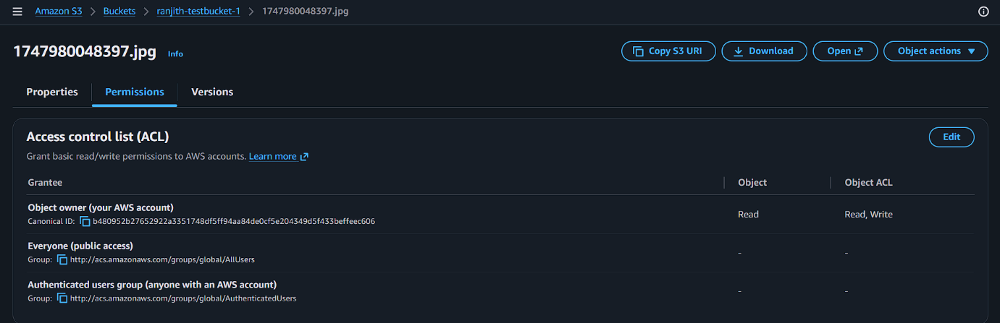 Amazon S3 > Buckets > ranjith-testbucket-1 > 1747980048397.jpg
1747980048397.jpg Info Copy S3 URI Download Open Object actions
Properties Permissions Versions
Access control list (ACL) Edit
Grant basic read/write permissions to AWS accounts. Learn more
Grantee Object Object ACL
Object owner (your AWS account)
Canonical ID: b480952b27652922a3351748df5ff94aa84de0cf5e204349d5f433beffeec606 Read Read, Write
Everyone (public access)
Group: http://acs.amazonaws.com/groups/global/AllUsers - -
Authenticated users group (anyone with an AWS account)
Group: http://acs.amazonaws.com/groups/global/AuthenticatedUsers - -